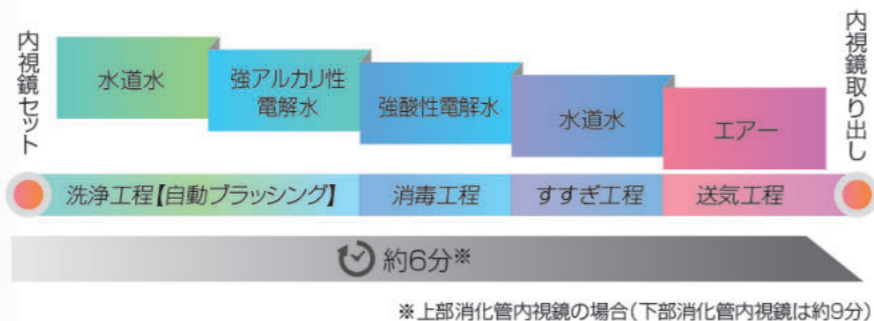 内視鏡セット
水道水
強アルカリ性
電解水
強酸性電解水
水道水
エアー
内視鏡取り出し
洗浄工程【自動ブラッシング】
消毒工程
すすぎ工程
送気工程
約6分※
※上部消化管内視鏡の場合(下部消化管内視鏡は約9分)